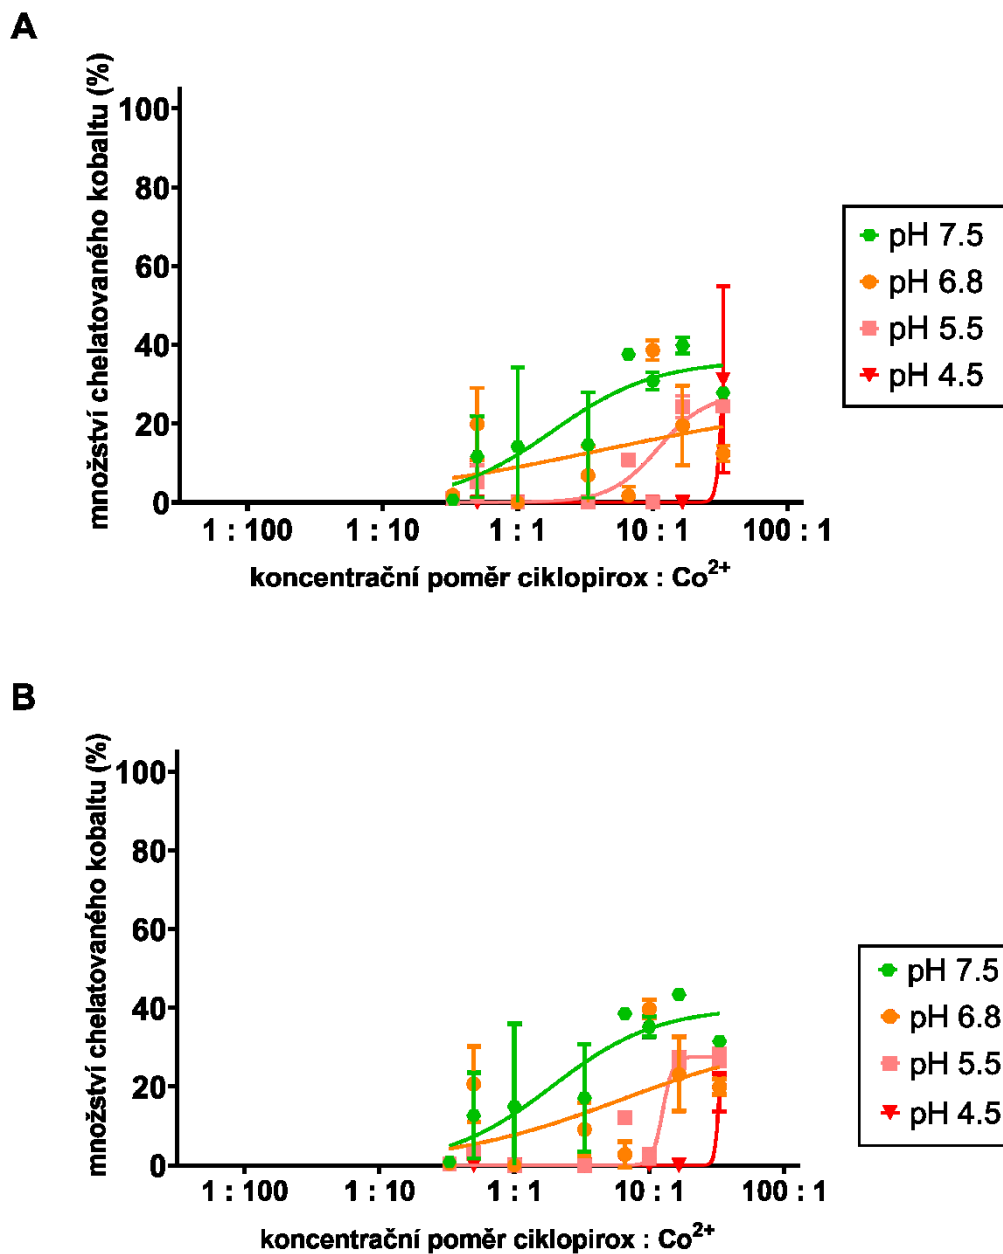 A
množství chelatovaného kobaltu (%)
100
80
60
40
20
0
1 : 100
1 : 10
1 : 1
10 : 1
100 : 1
koncentrační poměr ciklopirox : Co²⁺
pH 7.5
pH 6.8
pH 5.5
pH 4.5
B
množství chelatovaného kobaltu (%)
100
80
60
40
20
0
1 : 100
1 : 10
1 : 1
10 : 1
100 : 1
koncentrační poměr ciklopirox : Co²⁺
pH 7.5
pH 6.8
pH 5.5
pH 4.5